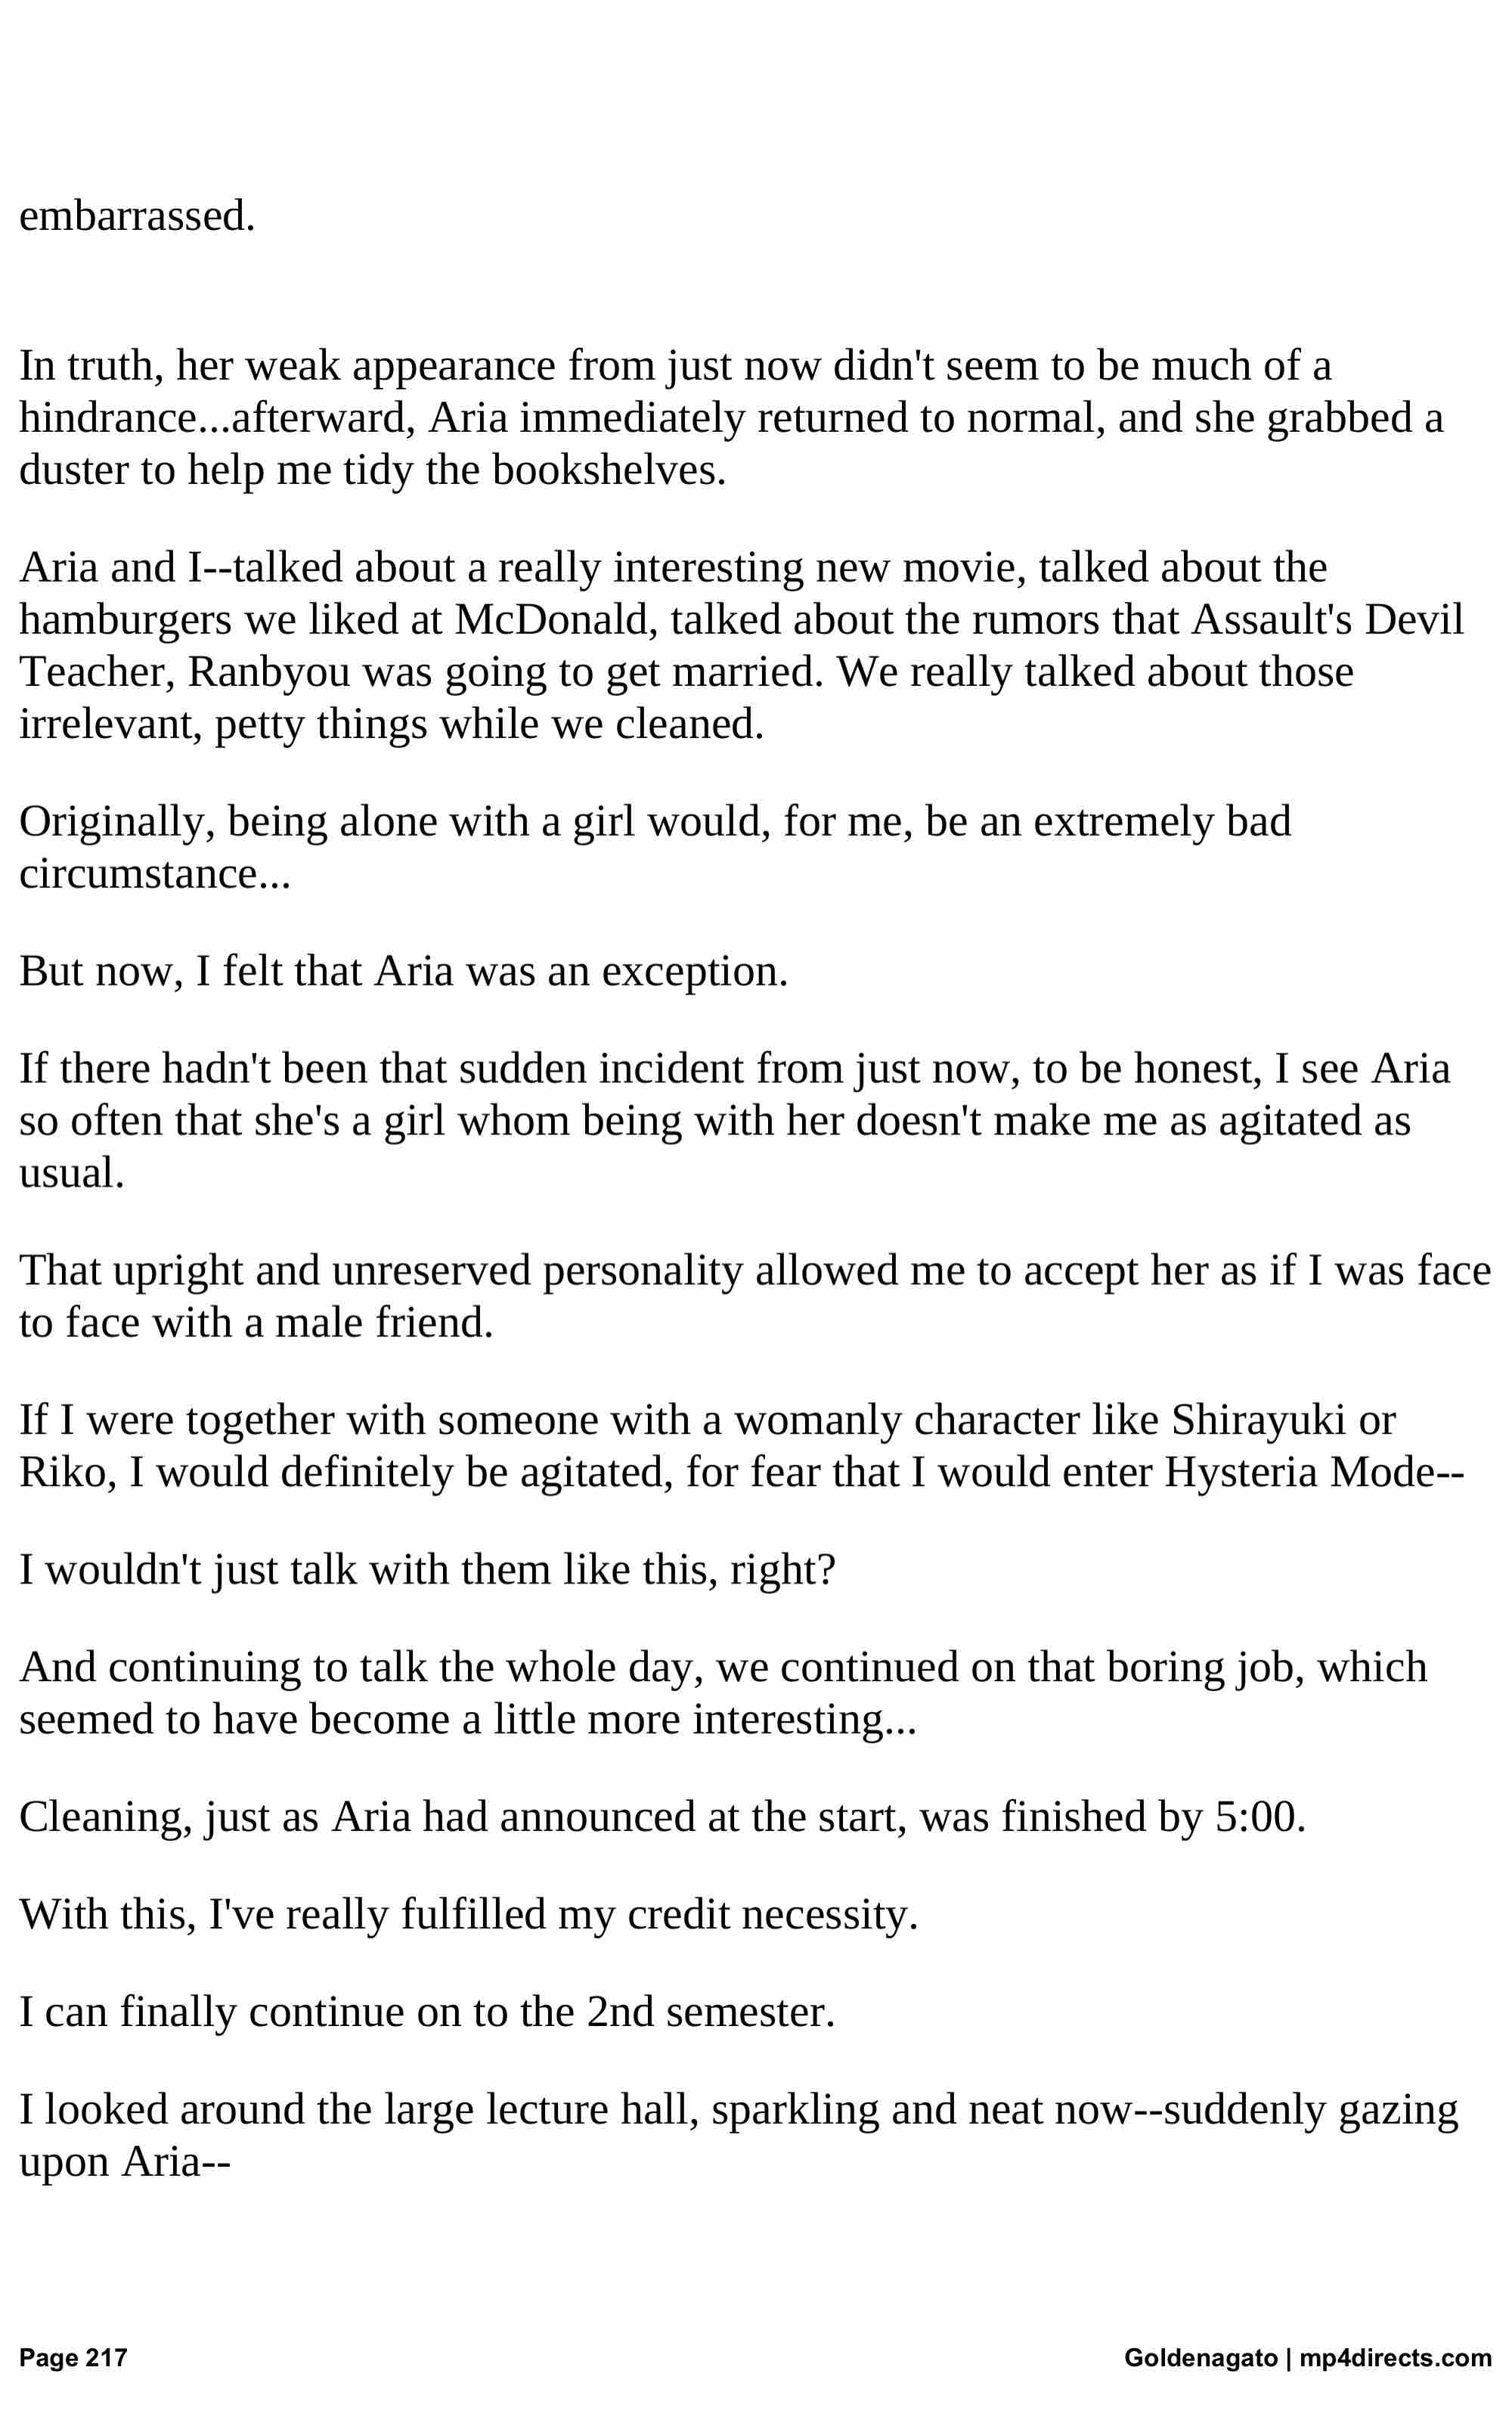 embarrassed.
In truth, her weak appearance from just now didn't seem to be much of a
hindrance...afterward, Aria immediately returned to normal, and she grabbed a
duster to help me tidy the bookshelves.
Aria and I--talked about a really interesting new movie, talked about the
hamburgers we liked at McDonald, talked about the rumors that Assault's Devil
Teacher, Ranbyou was going to get married. We really talked about those
irrelevant, petty things while we cleaned.
Originally, being alone with a girl would, for me, be an extremely bad
circumstance...
But now, I felt that Aria was an exception.
If there hadn't been that sudden incident from just now, to be honest, I see Aria
so often that she's a girl whom being with her doesn't make me as agitated as
usual.
That upright and unreserved personality allowed me to accept her as if I was face
to face with a male friend.
If I were together with someone with a womanly character like Shirayuki or
Riko, I would definitely be agitated, for fear that I would enter Hysteria Mode--
I wouldn't just talk with them like this, right?
And continuing to talk the whole day, we continued on that boring job, which
seemed to have become a little more interesting...
Cleaning, just as Aria had announced at the start, was finished by 5:00.
With this, I've really fulfilled my credit necessity.
I can finally continue on to the 2nd semester.
I looked around the large lecture hall, sparkling and neat now--suddenly gazing
upon Aria--
Page 217
Goldenagato | mp4directs.com